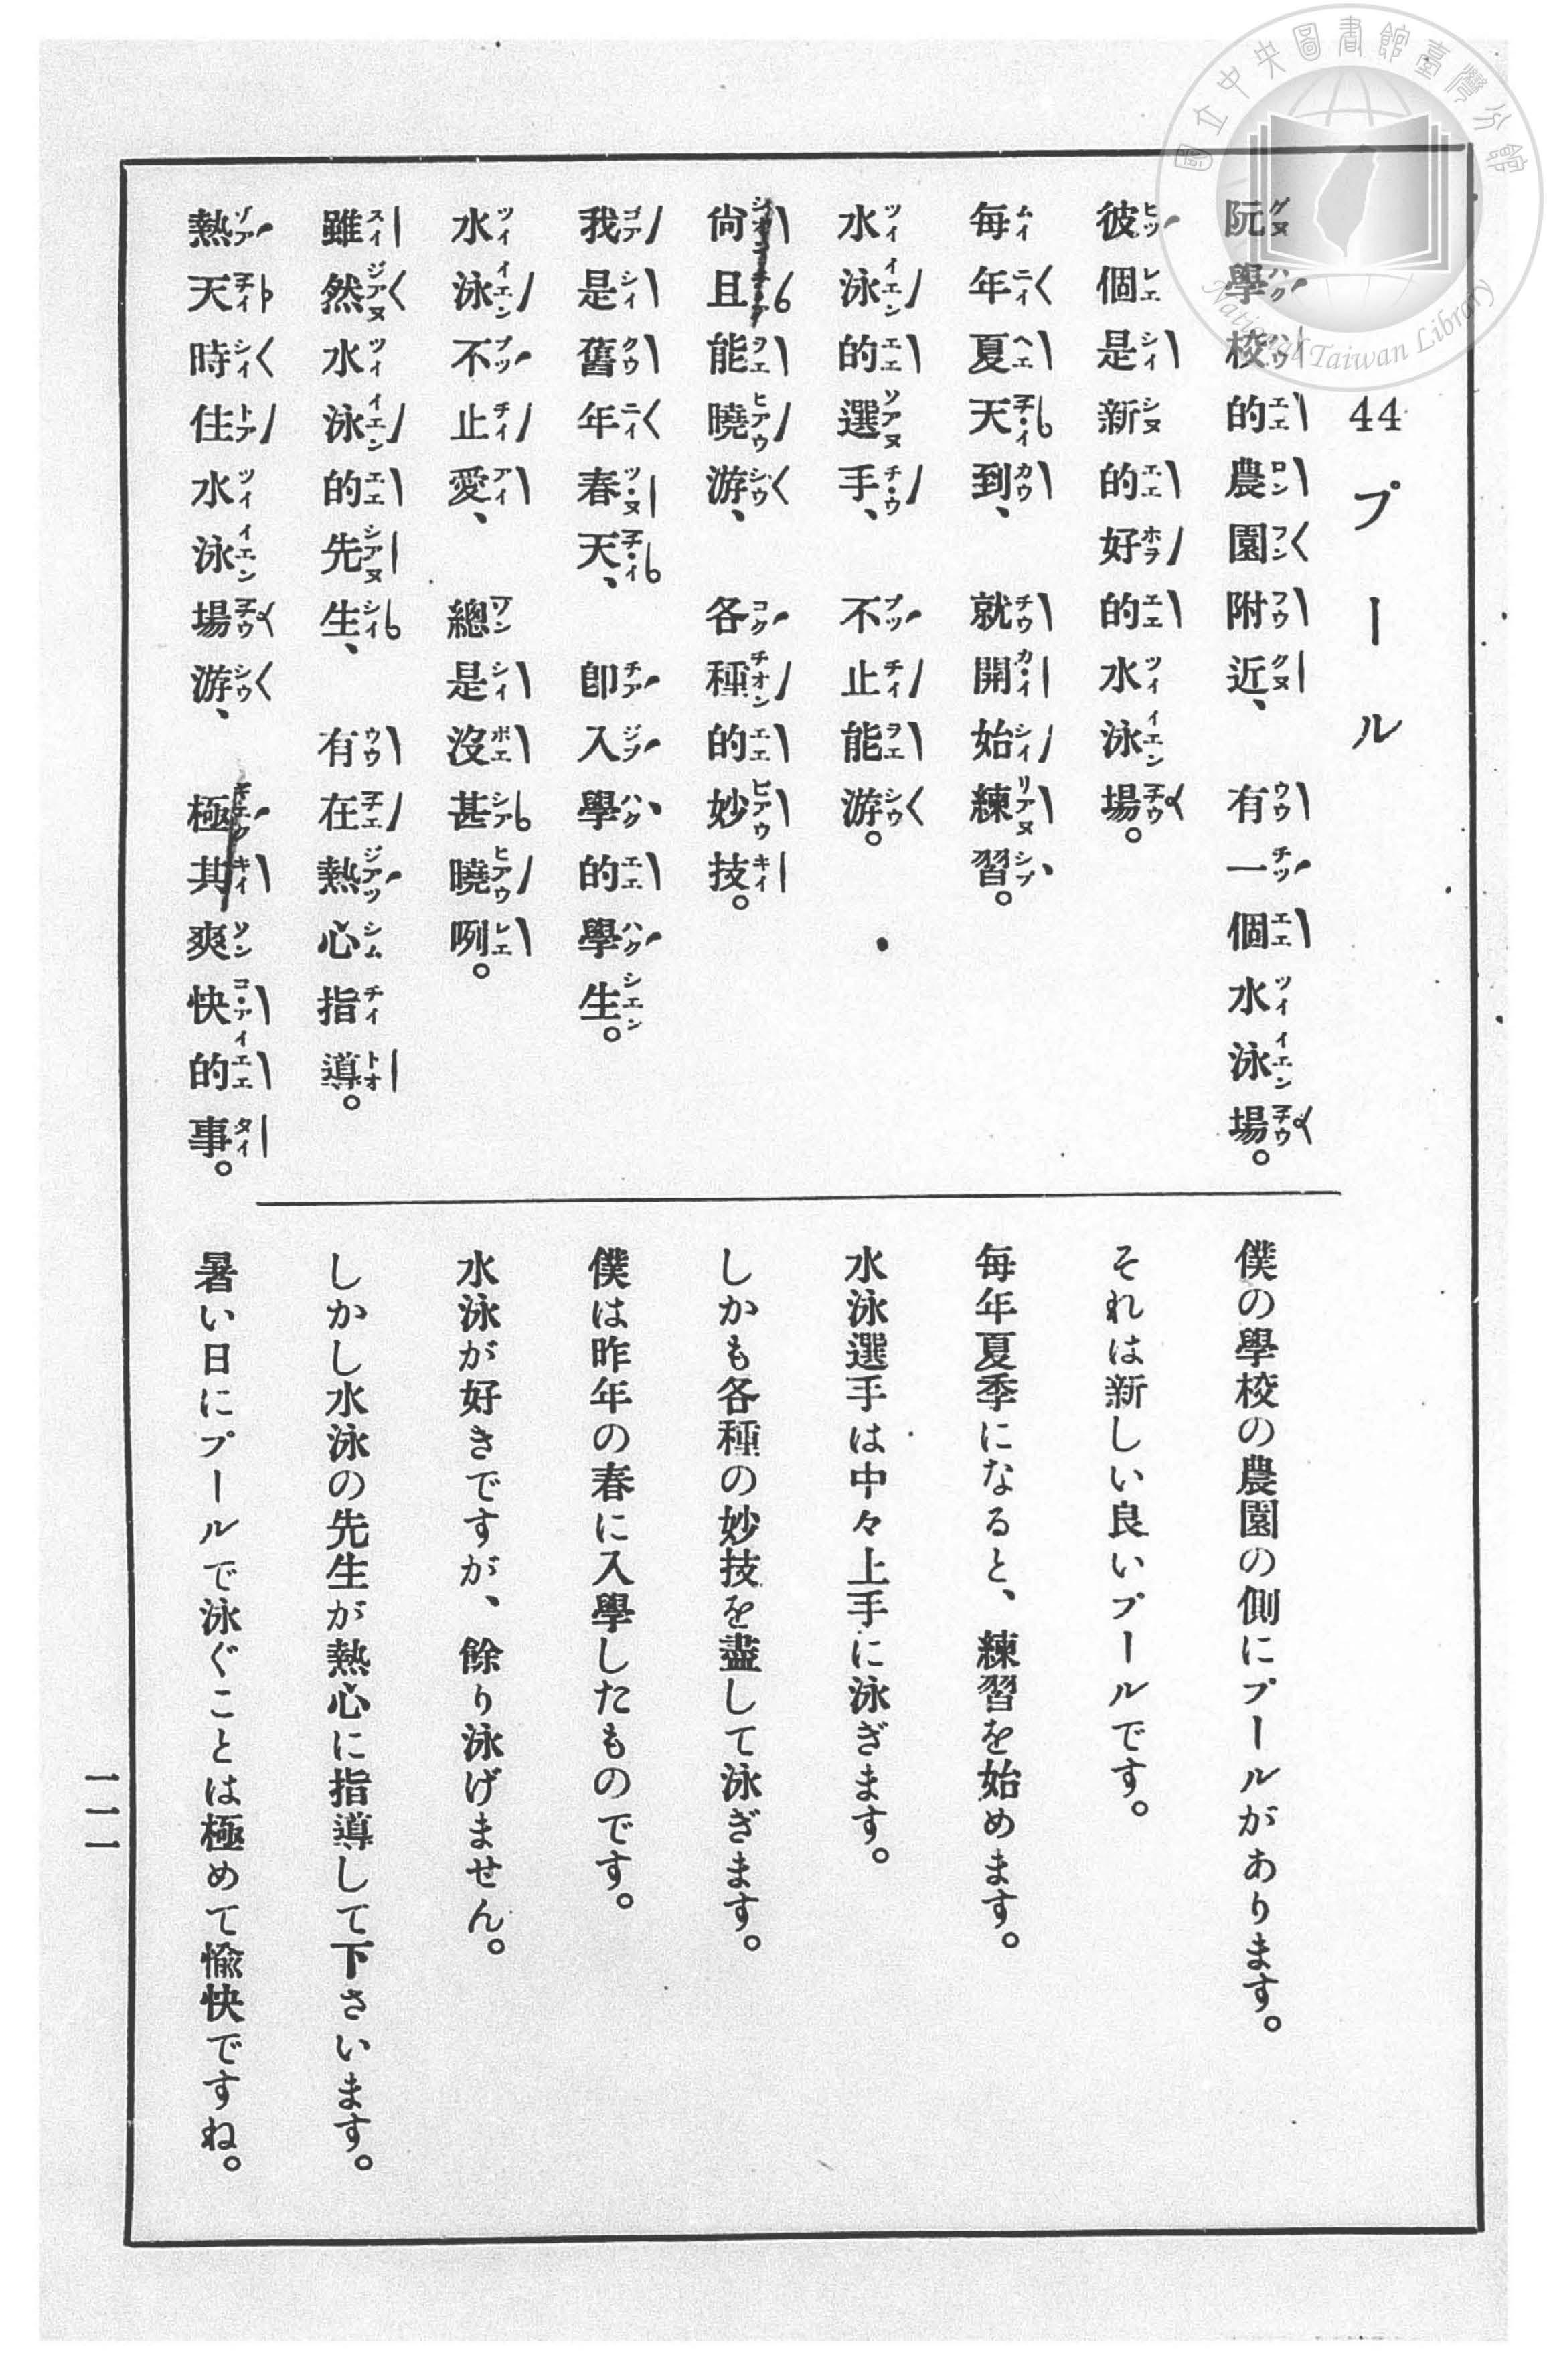 44 プール
阮學校的農園附近、有一個水泳場。
彼個是新的好的水泳場。
每年夏天到、就開始練習。
水泳的選手、不止能游。
尙且能曉游、各種的妙技。
我是舊年春天、卽入學的學生。
水泳不止愛、總是沒甚曉咧。
雖然水泳的先生、有在熱心指導。
熱天時住水泳場游、極其爽快的事。
僕の學校の農園の側にプールがあります。
それは新しい良いプールです。
每年夏季になると、練習を始めます。
水泳選手は中々上手に泳ぎます。
しかも各種の妙技を盡して泳ぎます。
僕は昨年の春に入學したものです。
水泳が好きですが、餘り泳げません。
しかし水泳の先生が熱心に指導して下さいます。
暑い日にプールで泳ぐことは極めて愉快ですね。
一一一
國立中央圖書館臺灣分館
National Taiwan Library